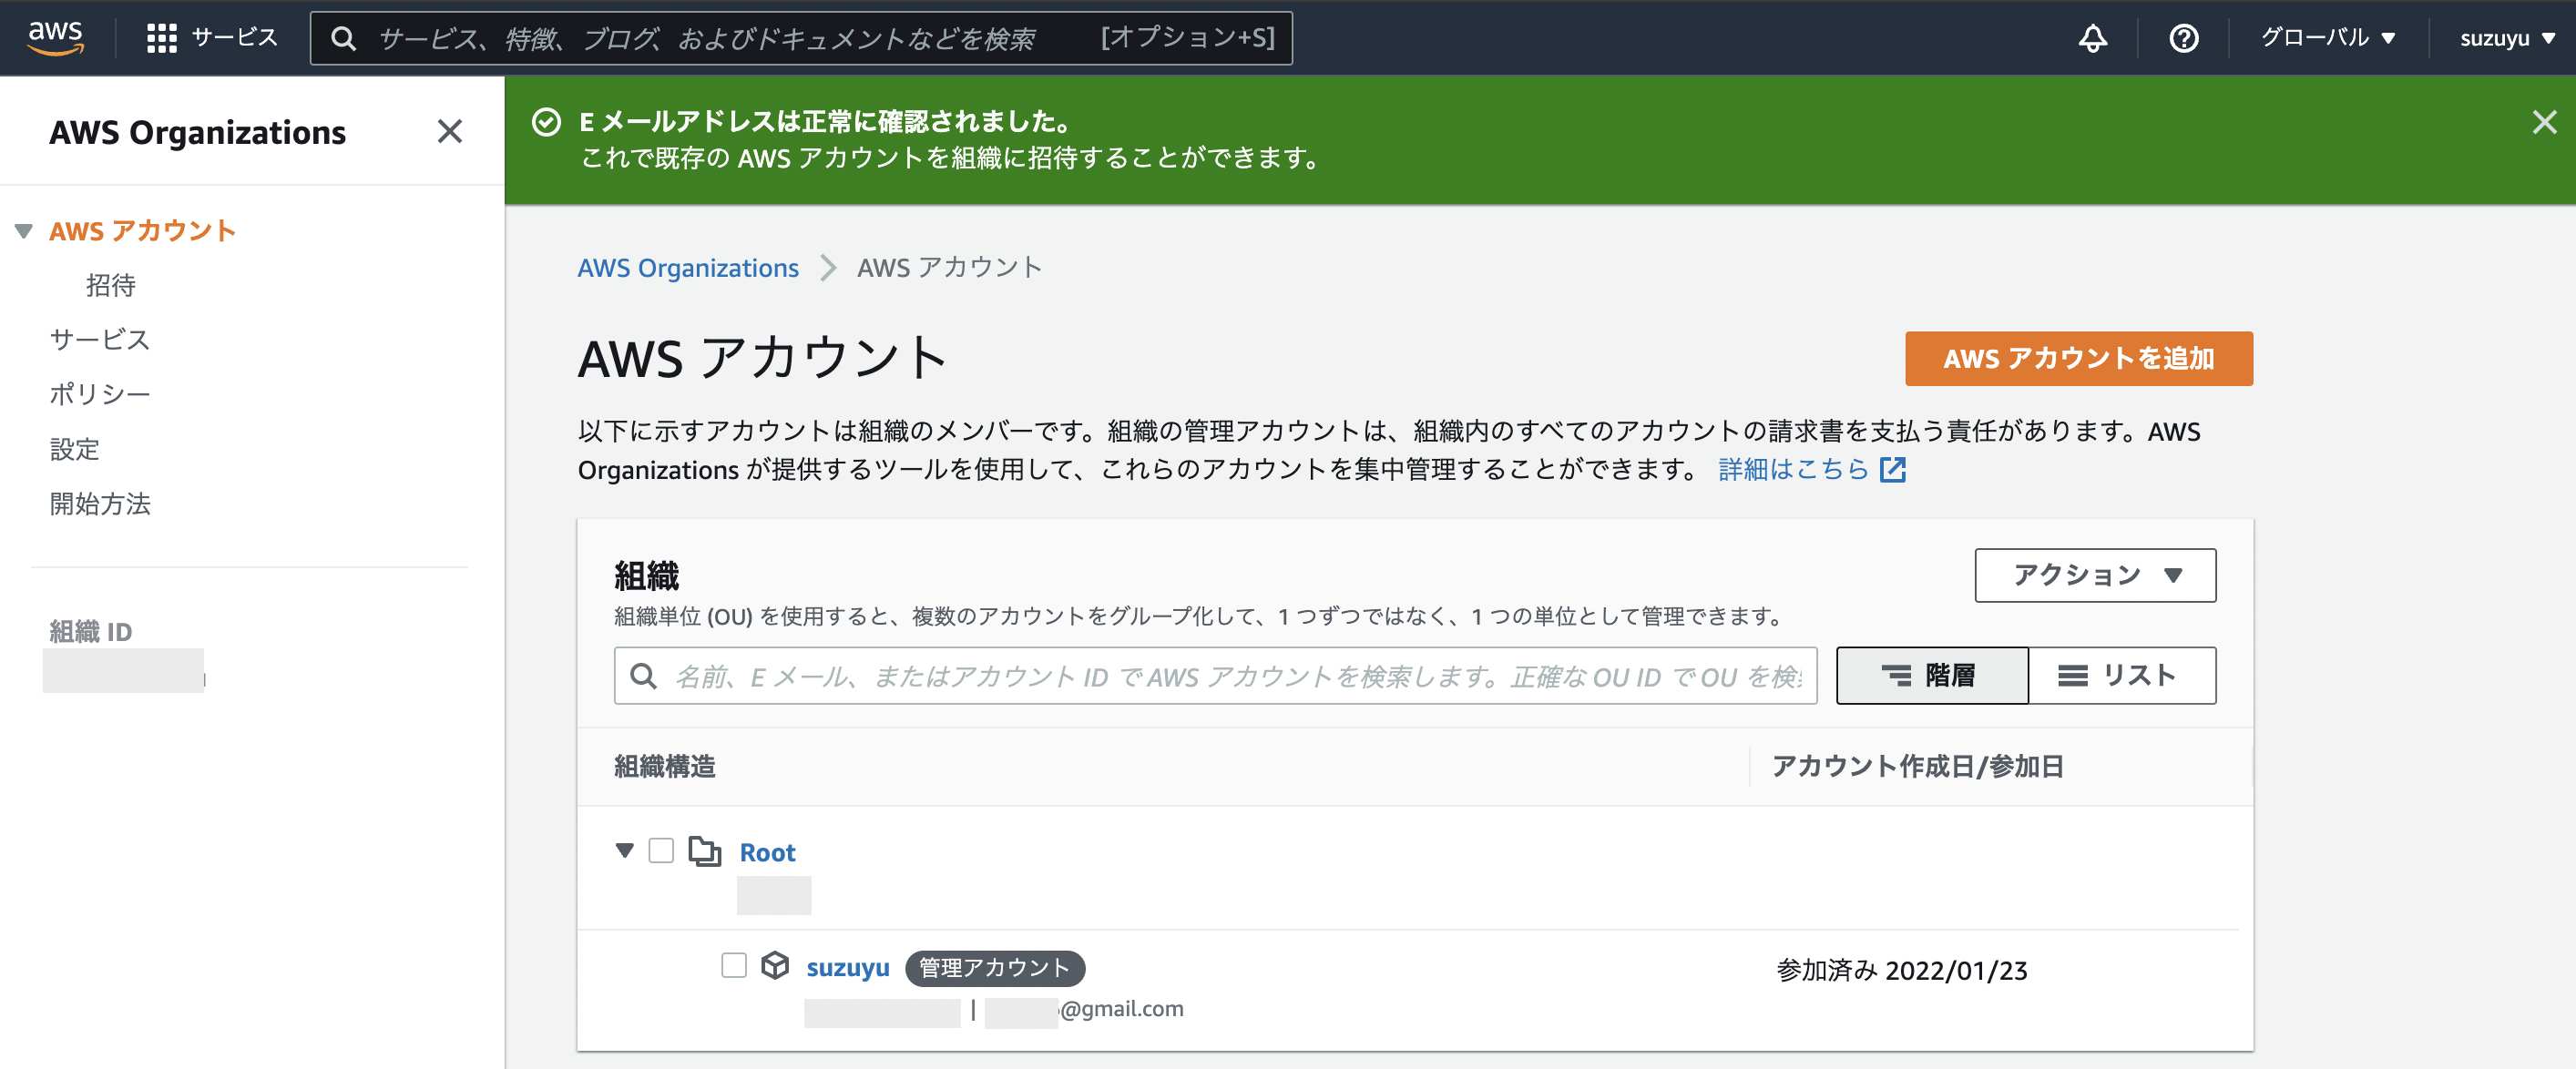 aws サービス サービス、特徴、ブログ、およびドキュメントなどを検索 [オプション+S] グローバル ▼ suzuyu ▼
AWS Organizations
AWS アカウント
招待
サービス
ポリシー
設定
開始方法
組織 ID
E メールアドレスは正常に確認されました。
これで既存の AWS アカウントを組織に招待することができます。
AWS Organizations > AWS アカウント
AWS アカウント
AWS アカウントを追加
以下に示すアカウントは組織のメンバーです。組織の管理アカウントは、組織内のすべてのアカウントの請求書を支払う責任があります。AWS
Organizations が提供するツールを使用して、これらのアカウントを集中管理することができます。 詳細はこちら
組織
アクション ▼
組織単位 (OU) を使用すると、複数のアカウントをグループ化して、1 つずつではなく、1 つの単位として管理できます。
名前、E メール、またはアカウント ID で AWS アカウントを検索します。正確な OU ID で OU を検
階層 リスト
組織構造 アカウント作成日/参加日
Root
suzuyu 管理アカウント 参加済み 2022/01/23
| @gmail.com